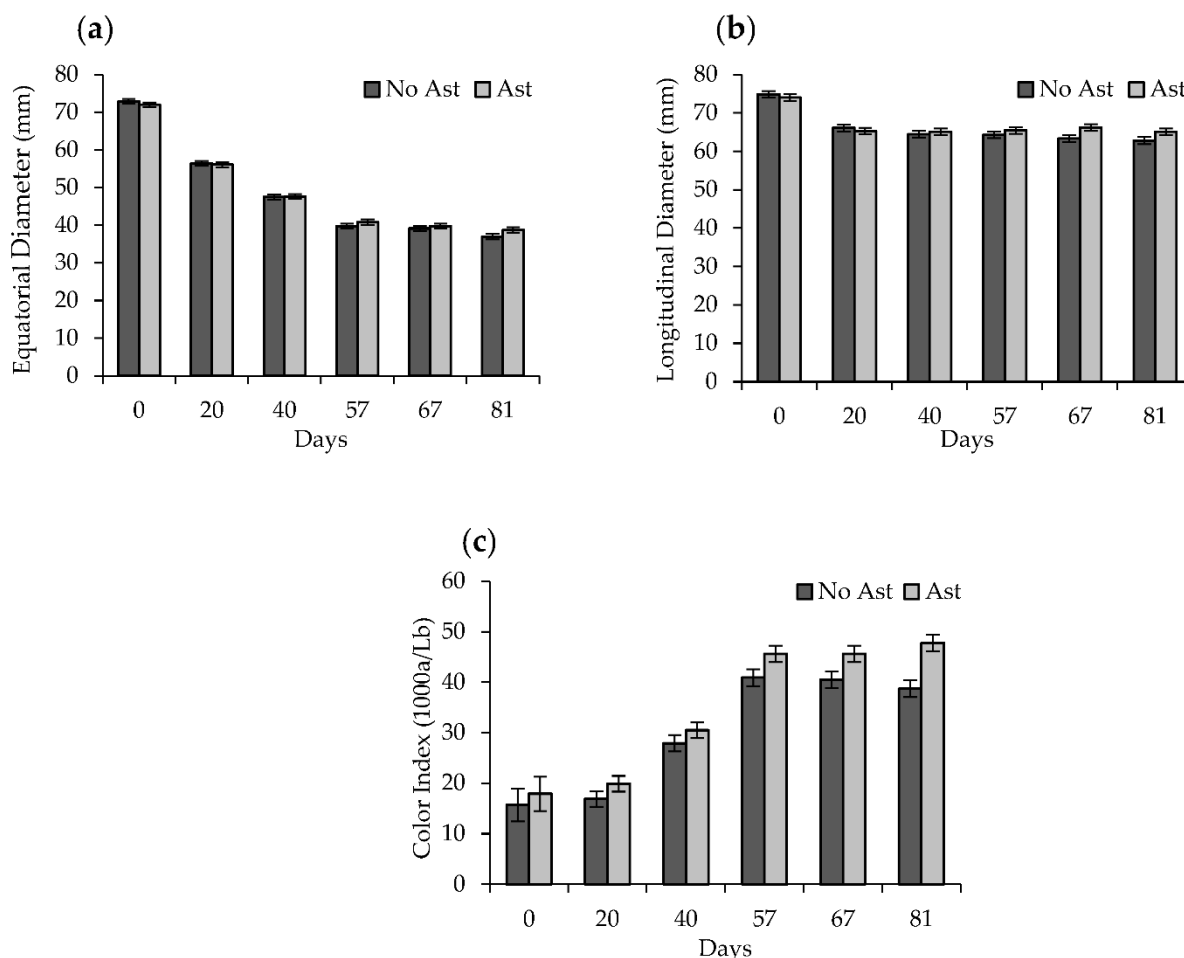 (a)
No Ast Ast
Equatorial Diameter (mm)
80
70
60
50
40
30
20
10
0
0 20 40 57 67 81
Days
(b)
No Ast Ast
Longitudinal Diameter (mm)
80
70
60
50
40
30
20
10
0
0 20 40 57 67 81
Days
(c)
No Ast Ast
Color Index (1000a/Lb)
60
50
40
30
20
10
0
0 20 40 57 67 81
Days